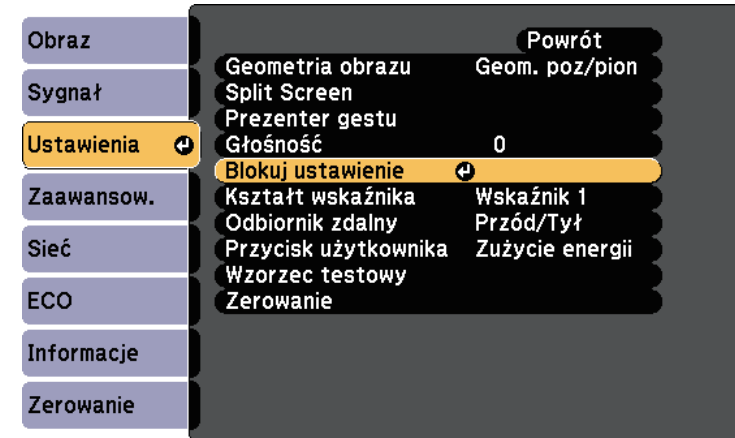 Obraz
Sygnał
Ustawienia
Zaawansow.
Sieć
ECO
Informacje
Zerowanie
Powrót
Geometria obrazu Geom. poz/pion
Split Screen
Prezenter gestu
Głośność 0
Blokuj ustawienie
Kształt wskaźnika Wskaźnik 1
Odbiornik zdalny Przód/Tył
Przycisk użytkownika Zużycie energii
Wzorzec testowy
Zerowanie